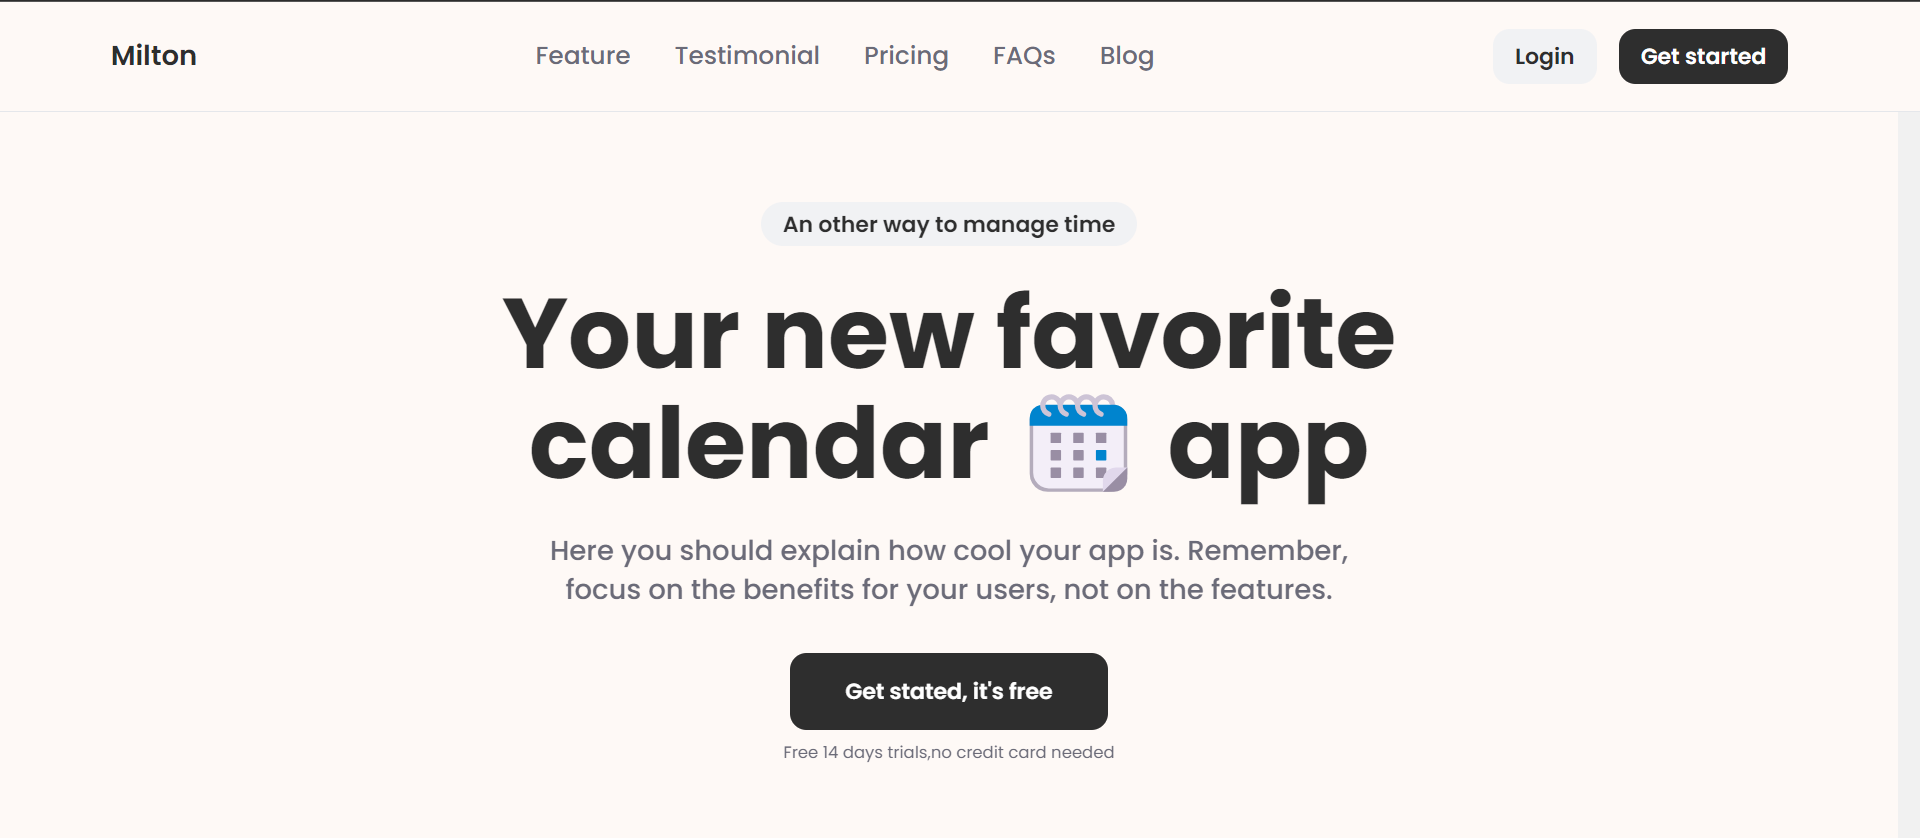 Milton
Feature Testimonial Pricing FAQs Blog
Login Get started
An other way to manage time
Your new favorite
calendar app
Here you should explain how cool your app is. Remember,
focus on the benefits for your users, not on the features.
Get stated, it's free
Free 14 days trials,no credit card needed